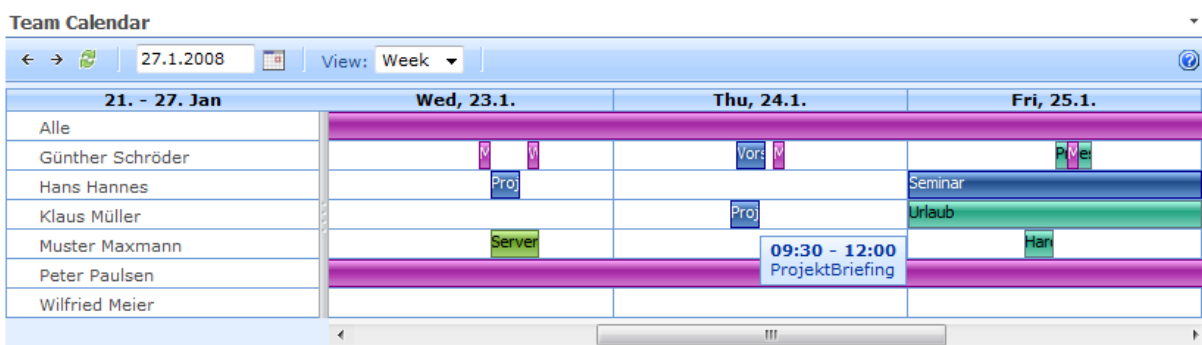 Team Calendar
27.1.2008 View: Week
21. - 27. Jan Wed, 23.1. Thu, 24.1. Fri, 25.1.
Alle
Günther Schröder M Vors M
Hans Hannes Proj Seminar
Klaus Müller Proj Urlaub
Muster Maxmann Server Hard
09:30 - 12:00
ProjektBriefing
Peter Paulsen
Wilfried Meier